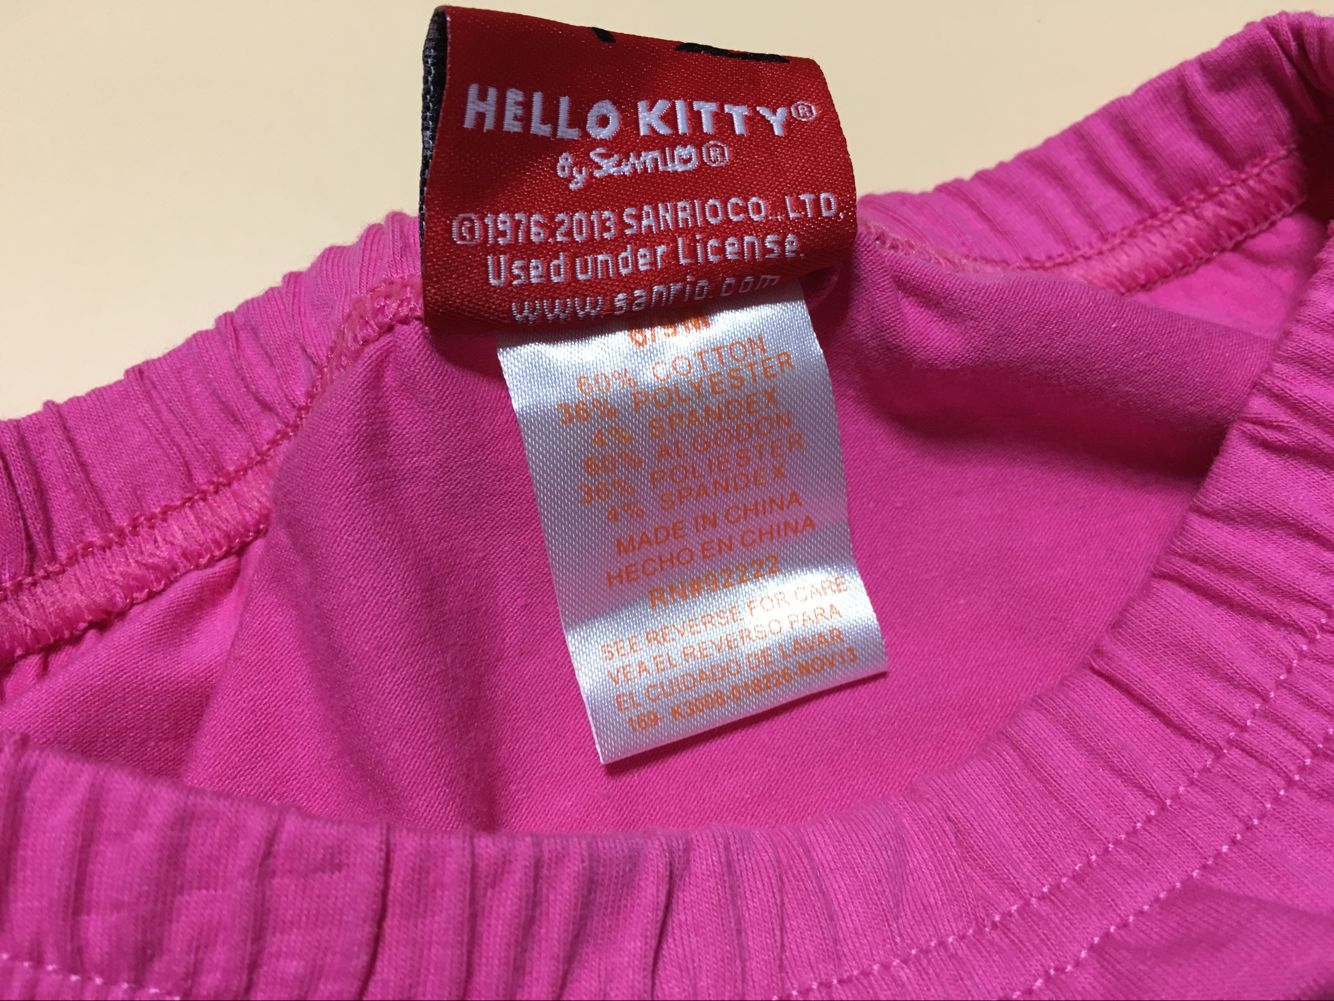 HELLO KITTY®
by Sanrio®
©1976.2013 SANRIO CO.,LTD.
Used under License.
www.sanrio.com
60% COTTON
36% POLYESTER
4% SPANDEX
60% ALGODON
36% POLIESTER
4% SPANDEX
MADE IN CHINA
HECHO EN CHINA
RN#92222
SEE REVERSE FOR CARE
VEA EL REVERSO PARA
EL CUIDADO DE LAVAR
169